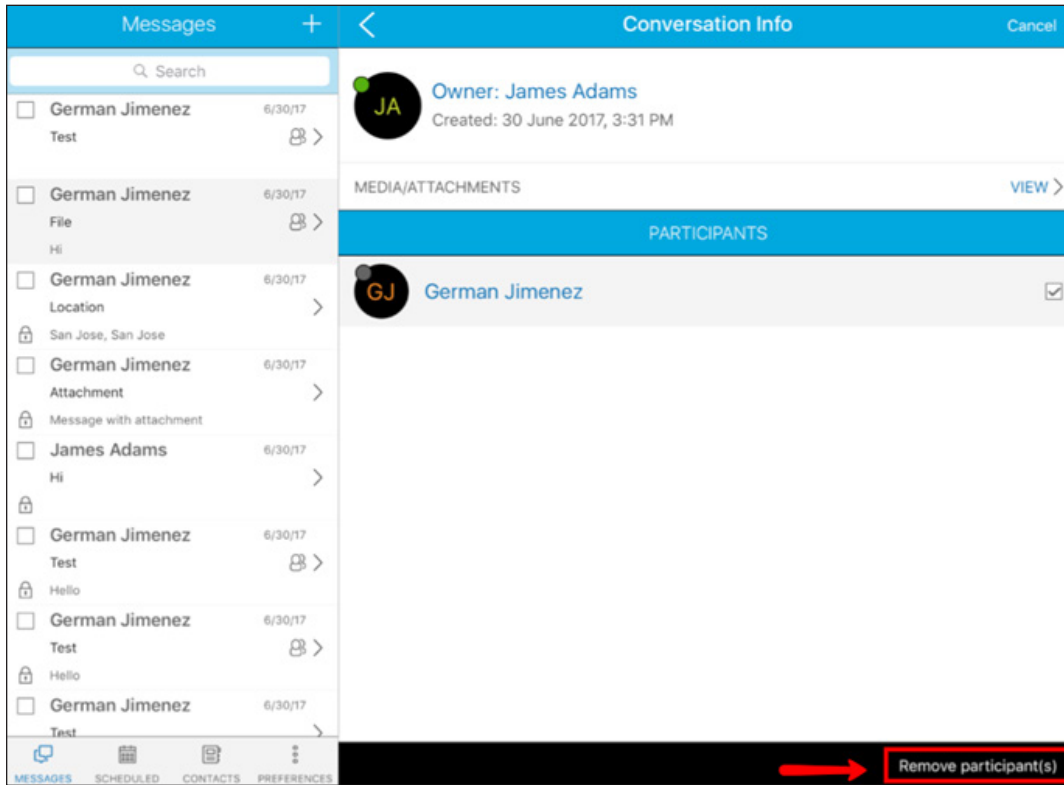 Messages +
Search
German Jimenez 6/30/17
Test
German Jimenez 6/30/17
File
Hi
German Jimenez 6/30/17
Location
San Jose, San Jose
German Jimenez 6/30/17
Attachment
Message with attachment
James Adams 6/30/17
Hi
German Jimenez 6/30/17
Test
Hello
German Jimenez 6/30/17
Test
Hello
German Jimenez 6/30/17
Test
MESSAGES SCHEDULED CONTACTS PREFERENCES
Conversation Info Cancel
JA
Owner: James Adams
Created: 30 June 2017, 3:31 PM
MEDIA/ATTACHMENTS VIEW
PARTICIPANTS
GJ German Jimenez
Remove participant(s)